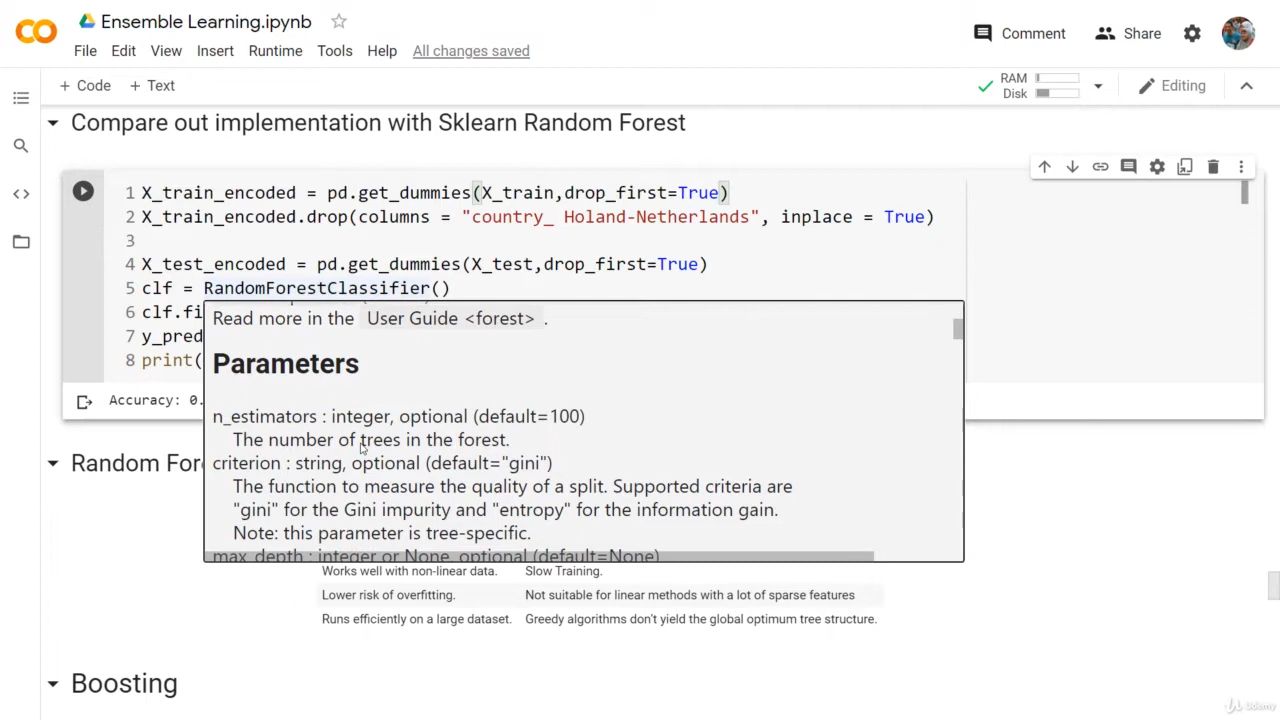 Ensemble Learning.ipynb
File Edit View Insert Runtime Tools Help All changes saved
Comment Share
+ Code + Text
RAM
Disk
Editing
Compare out implementation with Sklearn Random Forest
1 X_train_encoded = pd.get_dummies(X_train,drop_first=True)
2 X_train_encoded.drop(columns = "country_ Holand-Netherlands", inplace = True)
3
4 X_test_encoded = pd.get_dummies(X_test,drop_first=True)
5 clf = RandomForestClassifier()
6 clf.fi
7 y_pred
8 print(
Read more in the User Guide <forest> .
Parameters
n_estimators : integer, optional (default=100)
The number of trees in the forest.
criterion : string, optional (default="gini")
The function to measure the quality of a split. Supported criteria are
"gini" for the Gini impurity and "entropy" for the information gain.
Note: this parameter is tree-specific.
max_depth : integer or None, optional (default=None)
Accuracy: 0.
Random For
Works well with non-linear data. Slow Training.
Lower risk of overfitting. Not suitable for linear methods with a lot of sparse features
Runs efficiently on a large dataset. Greedy algorithms don't yield the global optimum tree structure.
Boosting
Udemy